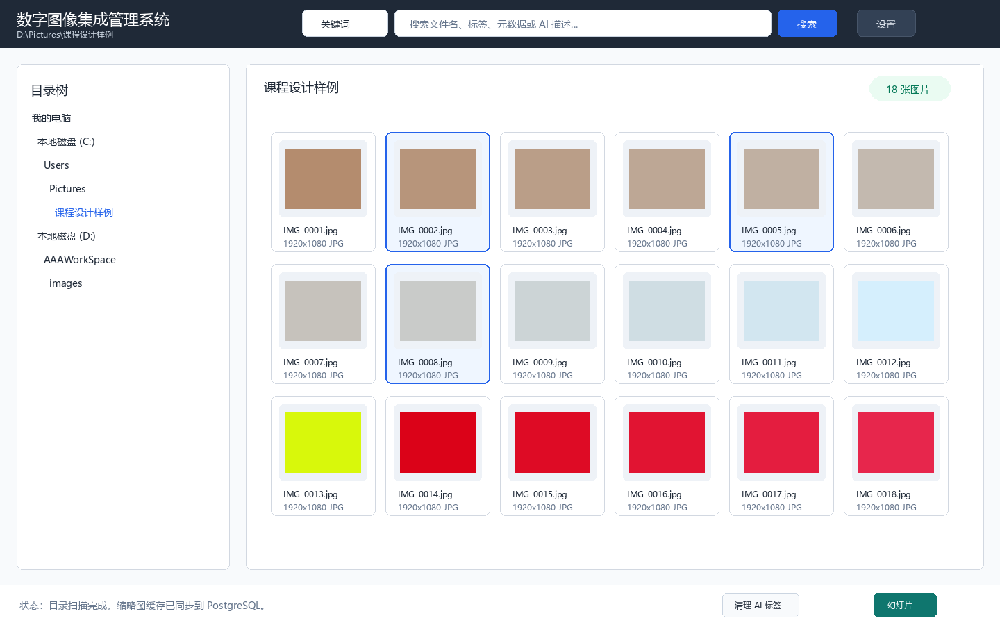 数字图像集成管理系统
D:\Pictures\课程设计样例
关键词
搜索文件名、标签、元数据或 AI 描述...
搜索
设置
目录树
我的电脑
本地磁盘 (C:)
Users
Pictures
课程设计样例
本地磁盘 (D:)
AAAWorkSpace
images
课程设计样例
18 张图片
IMG_0001.jpg
1920x1080 JPG
IMG_0002.jpg
1920x1080 JPG
IMG_0003.jpg
1920x1080 JPG
IMG_0004.jpg
1920x1080 JPG
IMG_0005.jpg
1920x1080 JPG
IMG_0006.jpg
1920x1080 JPG
IMG_0007.jpg
1920x1080 JPG
IMG_0008.jpg
1920x1080 JPG
IMG_0009.jpg
1920x1080 JPG
IMG_0010.jpg
1920x1080 JPG
IMG_0011.jpg
1920x1080 JPG
IMG_0012.jpg
1920x1080 JPG
IMG_0013.jpg
1920x1080 JPG
IMG_0014.jpg
1920x1080 JPG
IMG_0015.jpg
1920x1080 JPG
IMG_0016.jpg
1920x1080 JPG
IMG_0017.jpg
1920x1080 JPG
IMG_0018.jpg
1920x1080 JPG
状态：目录扫描完成，缩略图缓存已同步到 PostgreSQL。
清理 AI 标签
幻灯片